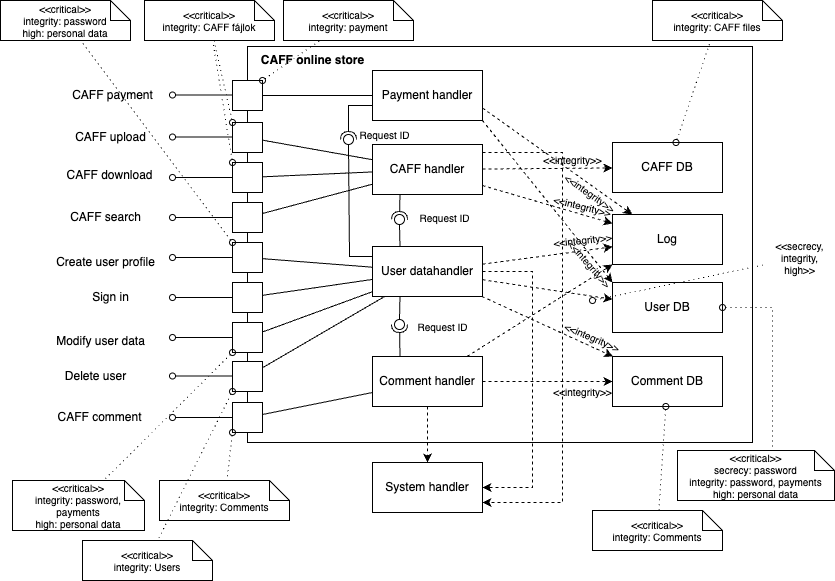 <<critical>>
integrity: password
high: personal data
<<critical>>
integrity: CAFF fájlok
<<critical>>
integrity: payment
<<critical>>
integrity: CAFF files
CAFF online store
CAFF payment
Payment handler
Request ID
CAFF upload
CAFF handler
<<integrity>>
CAFF DB
CAFF download
<<integrity>>
<<integrity>>
CAFF search
Request ID
Log
<<integrity>>
<<secrecy,
integrity,
high>>
Create user profile
User datahandler
<<integrity>>
Sign in
User DB
Request ID
<<integrity>>
Modify user data
Delete user
Comment handler
Comment DB
<<integrity>>
CAFF comment
<<critical>>
secrecy: password
integrity: password, payments
high: personal data
System handler
<<critical>>
integrity: password,
payments
high: personal data
<<critical>>
integrity: Comments
<<critical>>
integrity: Comments
<<critical>>
integrity: Users